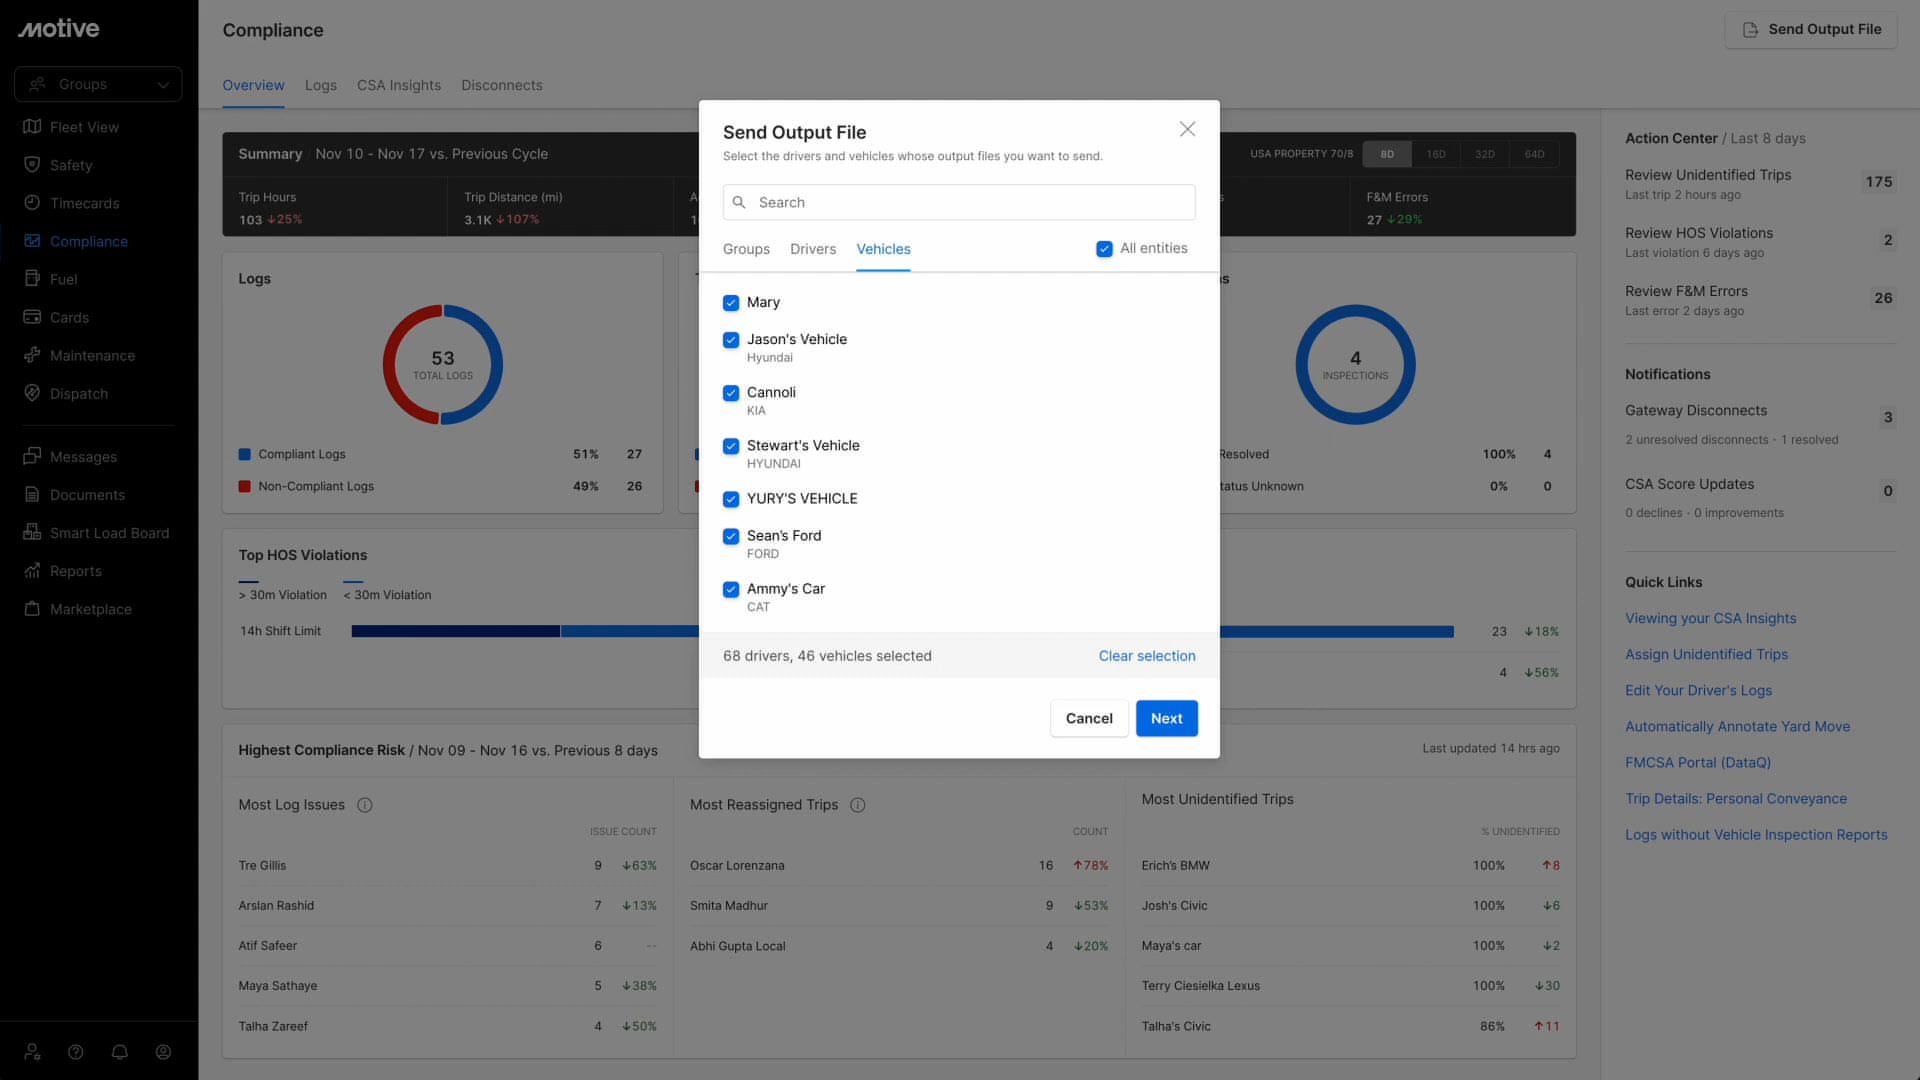 motive
Groups
Fleet View
Safety
Timecards
Compliance
Fuel
Cards
Maintenance
Dispatch
Messages
Documents
Smart Load Board
Reports
Marketplace
Compliance
Send Output File
Overview Logs CSA Insights Disconnects
Summary Nov 10 - Nov 17 vs. Previous Cycle
USA PROPERTY 70/8 8D 16D 32D 64D
Trip Hours
103 ↓25%
Trip Distance (mi)
3.1K ↓107%
F&M Errors
27 ↓29%
Logs
53
TOTAL LOGS
Compliant Logs 51% 27
Non-Compliant Logs 49% 26
4
INSPECTIONS
Resolved 100% 4
tatus Unknown 0% 0
Top HOS Violations
> 30m Violation < 30m Violation
14h Shift Limit 23 ↓18%
4 ↓56%
Send Output File
Select the drivers and vehicles whose output files you want to send.
Search
Groups Drivers Vehicles All entities
Mary
Jason's Vehicle
Hyundai
Cannoli
KIA
Stewart's Vehicle
HYUNDAI
YURY'S VEHICLE
Sean's Ford
FORD
Ammy's Car
CAT
68 drivers, 46 vehicles selected Clear selection
Cancel Next
Highest Compliance Risk / Nov 09 - Nov 16 vs. Previous 8 days Last updated 14 hrs ago
Most Log Issues
ISSUE COUNT
Tre Gillis 9 ↓63%
Arslan Rashid 7 ↓13%
Atif Safeer 6 --
Maya Sathaye 5 ↓38%
Talha Zareef 4 ↓50%
Most Reassigned Trips
COUNT
Oscar Lorenzana 16 ↑78%
Smita Madhur 9 ↓53%
Abhi Gupta Local 4 ↓20%
Most Unidentified Trips
% UNIDENTIFIED
Erich's BMW 100% ↑8
Josh's Civic 100% ↓6
Maya's car 100% ↓2
Terry Ciesielka Lexus 100% ↓30
Talha's Civic 86% ↑11
Action Center / Last 8 days
Review Unidentified Trips 175
Last trip 2 hours ago
Review HOS Violations 2
Last violation 6 days ago
Review F&M Errors 26
Last error 2 days ago
Notifications
Gateway Disconnects 3
2 unresolved disconnects · 1 resolved
CSA Score Updates 0
0 declines · 0 improvements
Quick Links
Viewing your CSA Insights
Assign Unidentified Trips
Edit Your Driver's Logs
Automatically Annotate Yard Move
FMCSA Portal (DataQ)
Trip Details: Personal Conveyance
Logs without Vehicle Inspection Reports